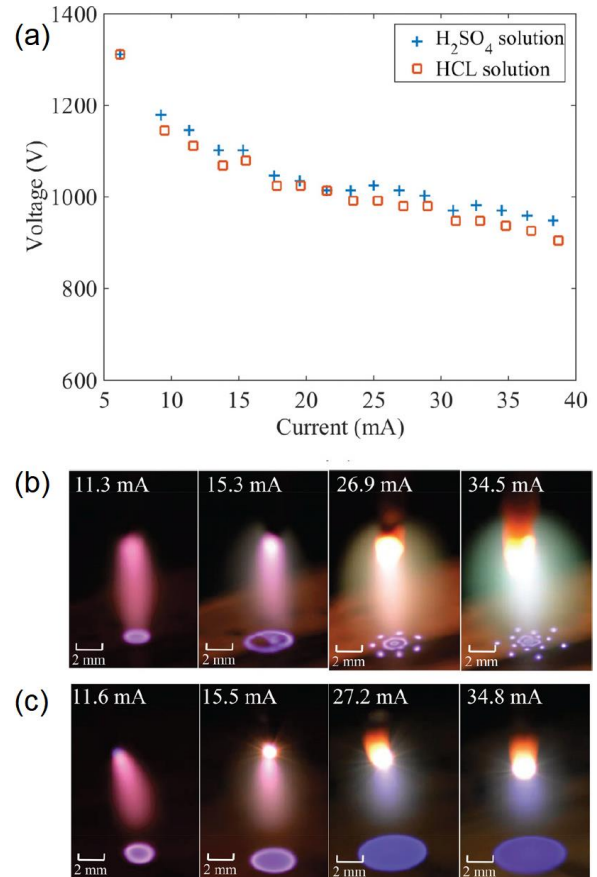 (a)
H₂SO₄ solution
HCL solution
1400
1200
1000
800
600
Voltage (V)
5 10 15 20 25 30 35 40
Current (mA)
(b)
11.3 mA 15.3 mA 26.9 mA 34.5 mA
2 mm 2 mm 2 mm 2 mm
(c)
11.6 mA 15.5 mA 27.2 mA 34.8 mA
2 mm 2 mm 2 mm 2 mm